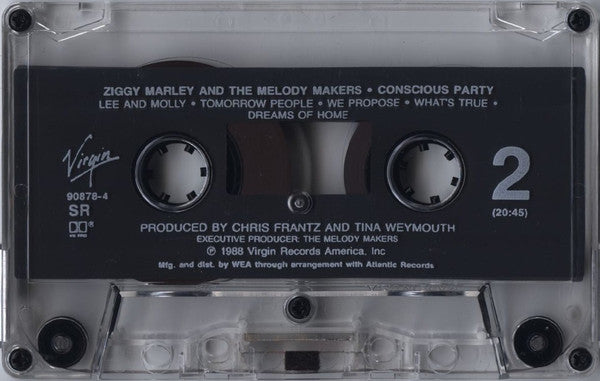 ZIGGY MARLEY AND THE MELODY MAKERS • CONSCIOUS PARTY
LEE AND MOLLY • TOMORROW PEOPLE • WE PROPOSE • WHAT'S TRUE •
DREAMS OF HOME
Virgin
90878-4
SR
2
(20:45)
PRODUCED BY CHRIS FRANTZ AND TINA WEYMOUTH
EXECUTIVE PRODUCER: THE MELODY MAKERS
℗ 1988 Virgin Records America, Inc
Mfg. and dist. by WEA through arrangement with Atlantic Records